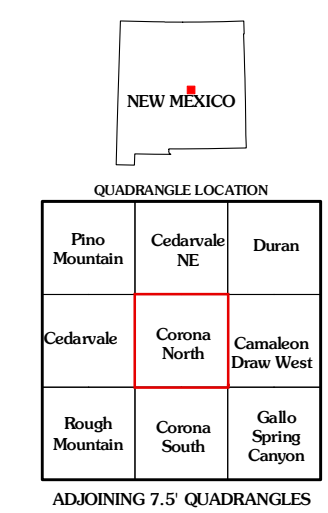 NEW MEXICO
QUADRANGLE LOCATION
Pino
Mountain
Cedarvale
NE
Duran
Cedarvale
Corona
North
Camaleon
Draw West
Rough
Mountain
Corona
South
Gallo
Spring
Canyon
ADJOINING 7.5' QUADRANGLES